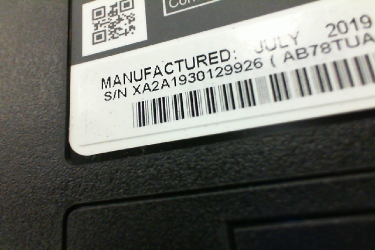 MANUFACTURED: JULY 2019
S/N XA2A1930129926 ( AB78TUA